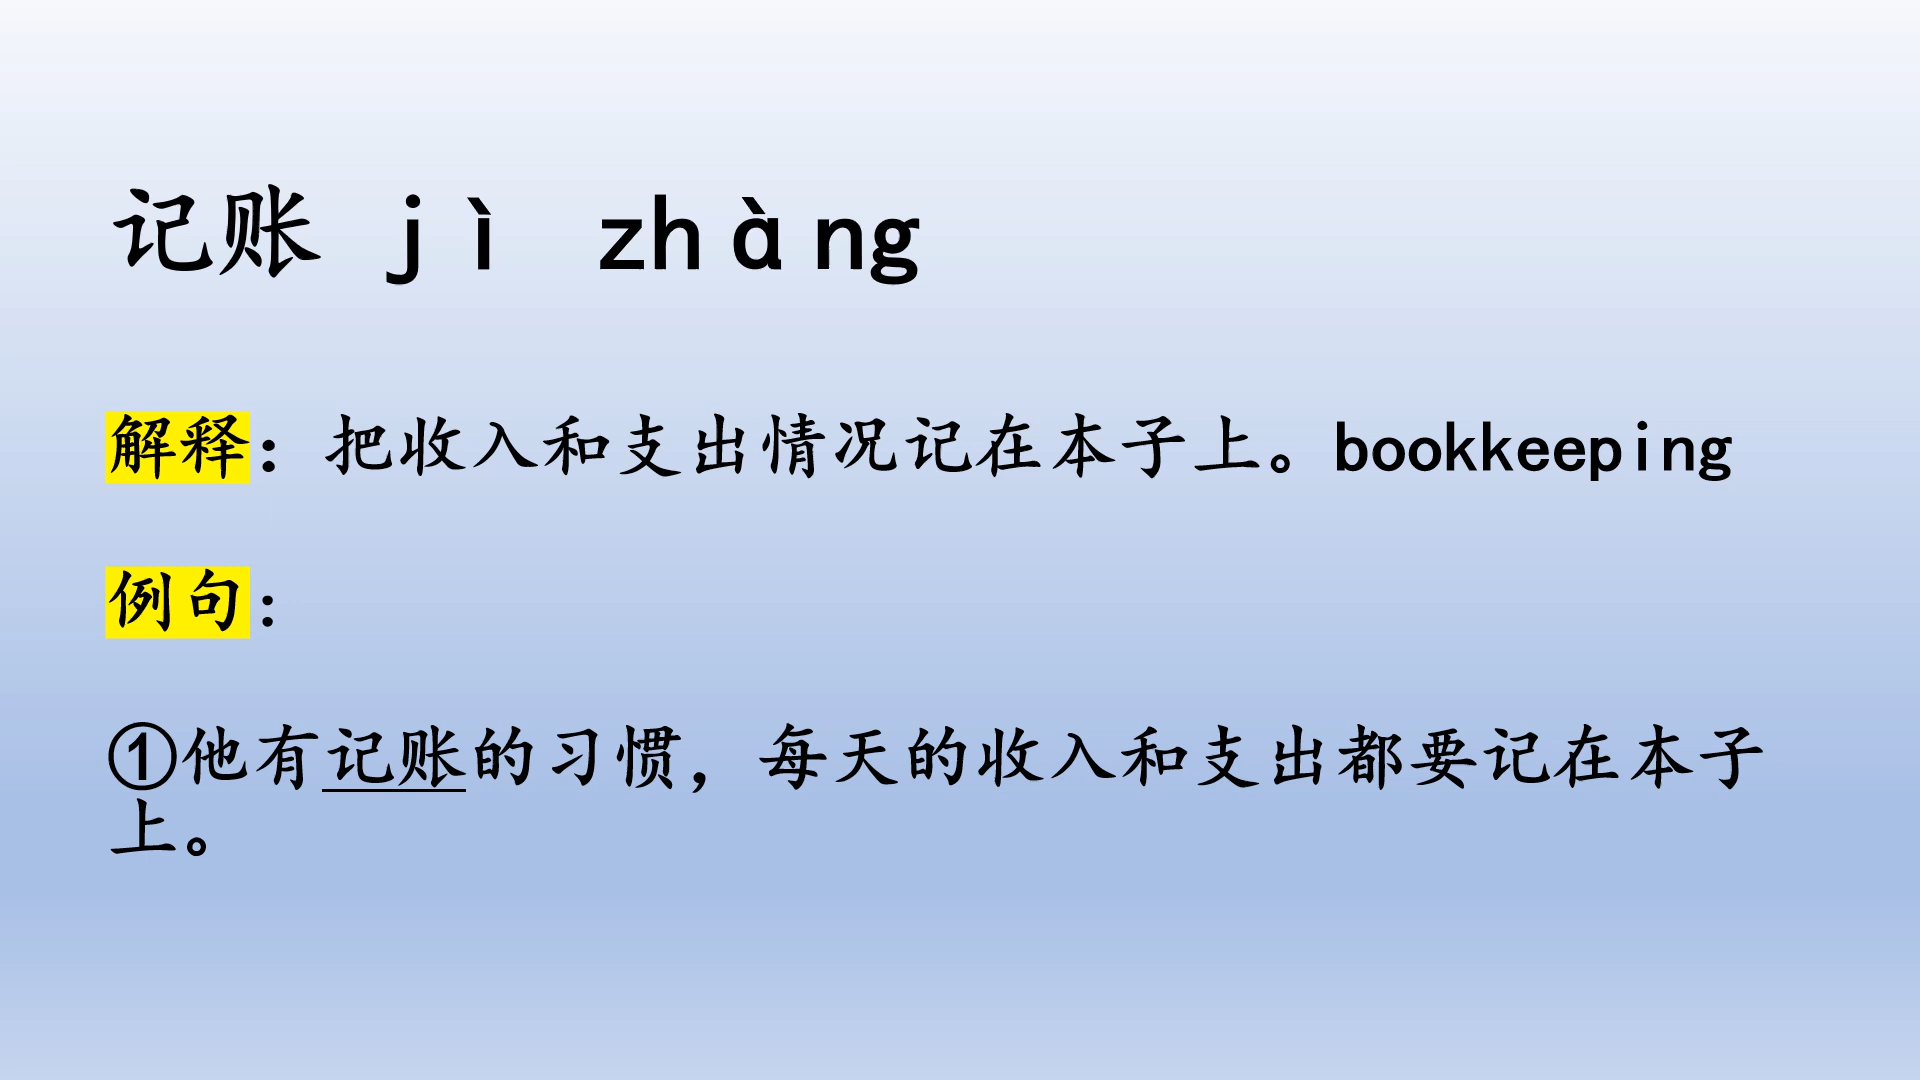 记账 jì zhàng
解释：把收入和支出情况记在本子上。bookkeeping
例句：
①他有记账的习惯，每天的收入和支出都要记在本子
上。